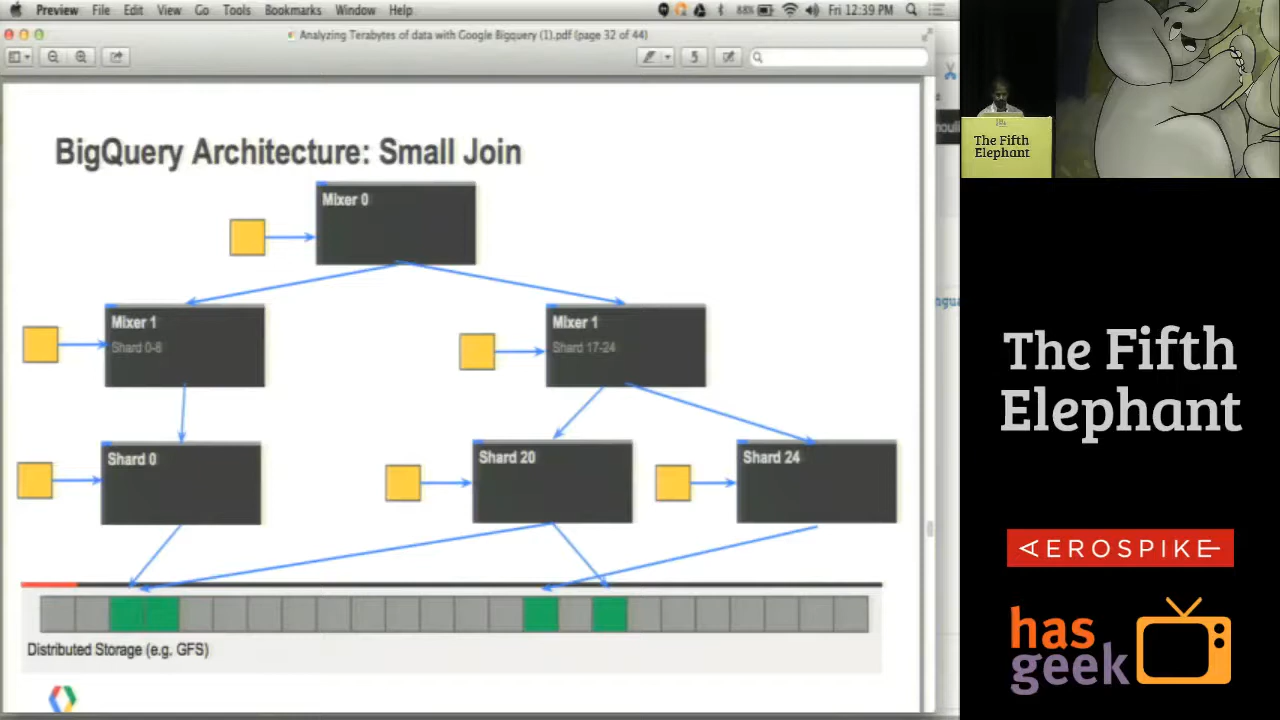 Preview File Edit View Go Tools Bookmarks Window Help
88% Fri 12:39 PM
Analyzing Terabytes of data with Google Bigquery (1).pdf (page 32 of 44)
BigQuery Architecture: Small Join
Mixer 0
Mixer 1
Shard 0-8
Mixer 1
Shard 17-24
Shard 0
Shard 20
Shard 24
Distributed Storage (e.g. GFS)
The Fifth
Elephant
The Fifth
Elephant
AEROSPIKE
has
geek